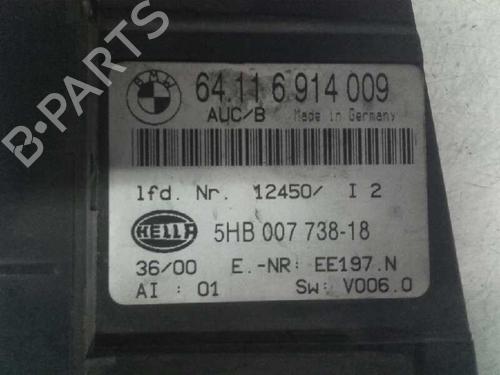 BMW
64.11 6 914 009
AUC/B Made in Germany
lfd. Nr. 12450/ I 2
HELLA
5HB 007 738-18
36/00 E.-NR: EE197.N
AI : 01 Sw: V006.0
B-PARTS